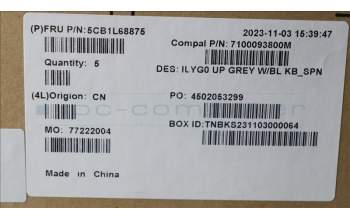 (P)FRU P/N:5CB1L68875
2023-11-03 15:39:47
Compal P/N: 7100093800M
Quantity: 5
DES: ILYG0 UP GREY W/BL KB_SPN
(4L)Origion: CN
PO: 4502053299
MO: 77222004
BOX ID:TNBKS231103000064
Made in China